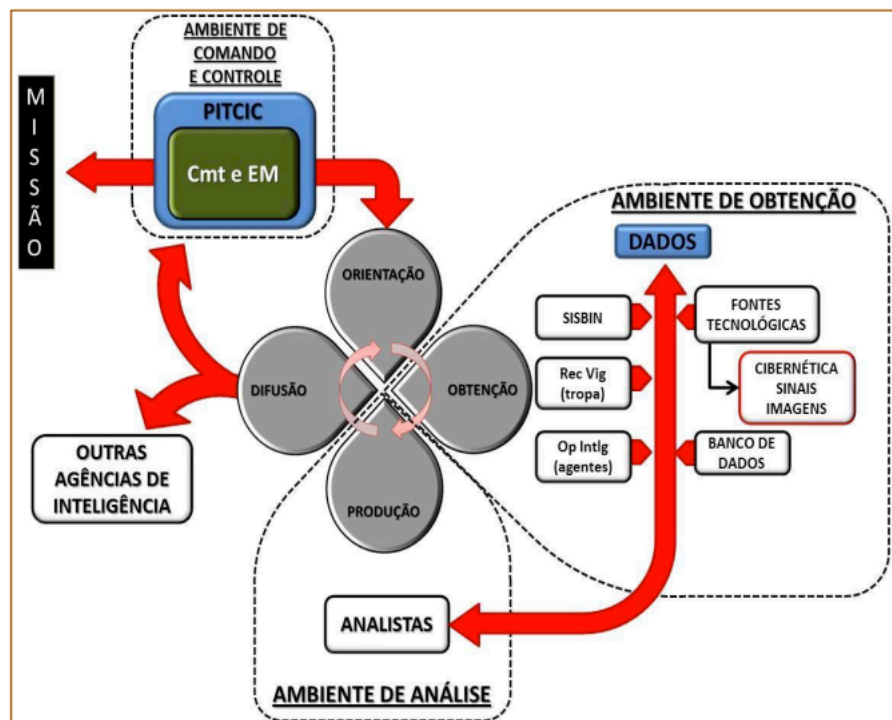 MISSÃO
AMBIENTE DE
COMANDO
E CONTROLE
PITCIC
Cmt e EM
ORIENTAÇÃO
DIFUSÃO
OBTENÇÃO
PRODUÇÃO
OUTRAS
AGÊNCIAS DE
INTELIGÊNCIA
AMBIENTE DE OBTENÇÃO
DADOS
SISBIN
FONTES
TECNOLÓGICAS
Rec Vig
(tropa)
CIBERNÉTICA
SINAIS
IMAGENS
Op Intlg
(agentes)
BANCO DE
DADOS
ANALISTAS
AMBIENTE DE ANÁLISE